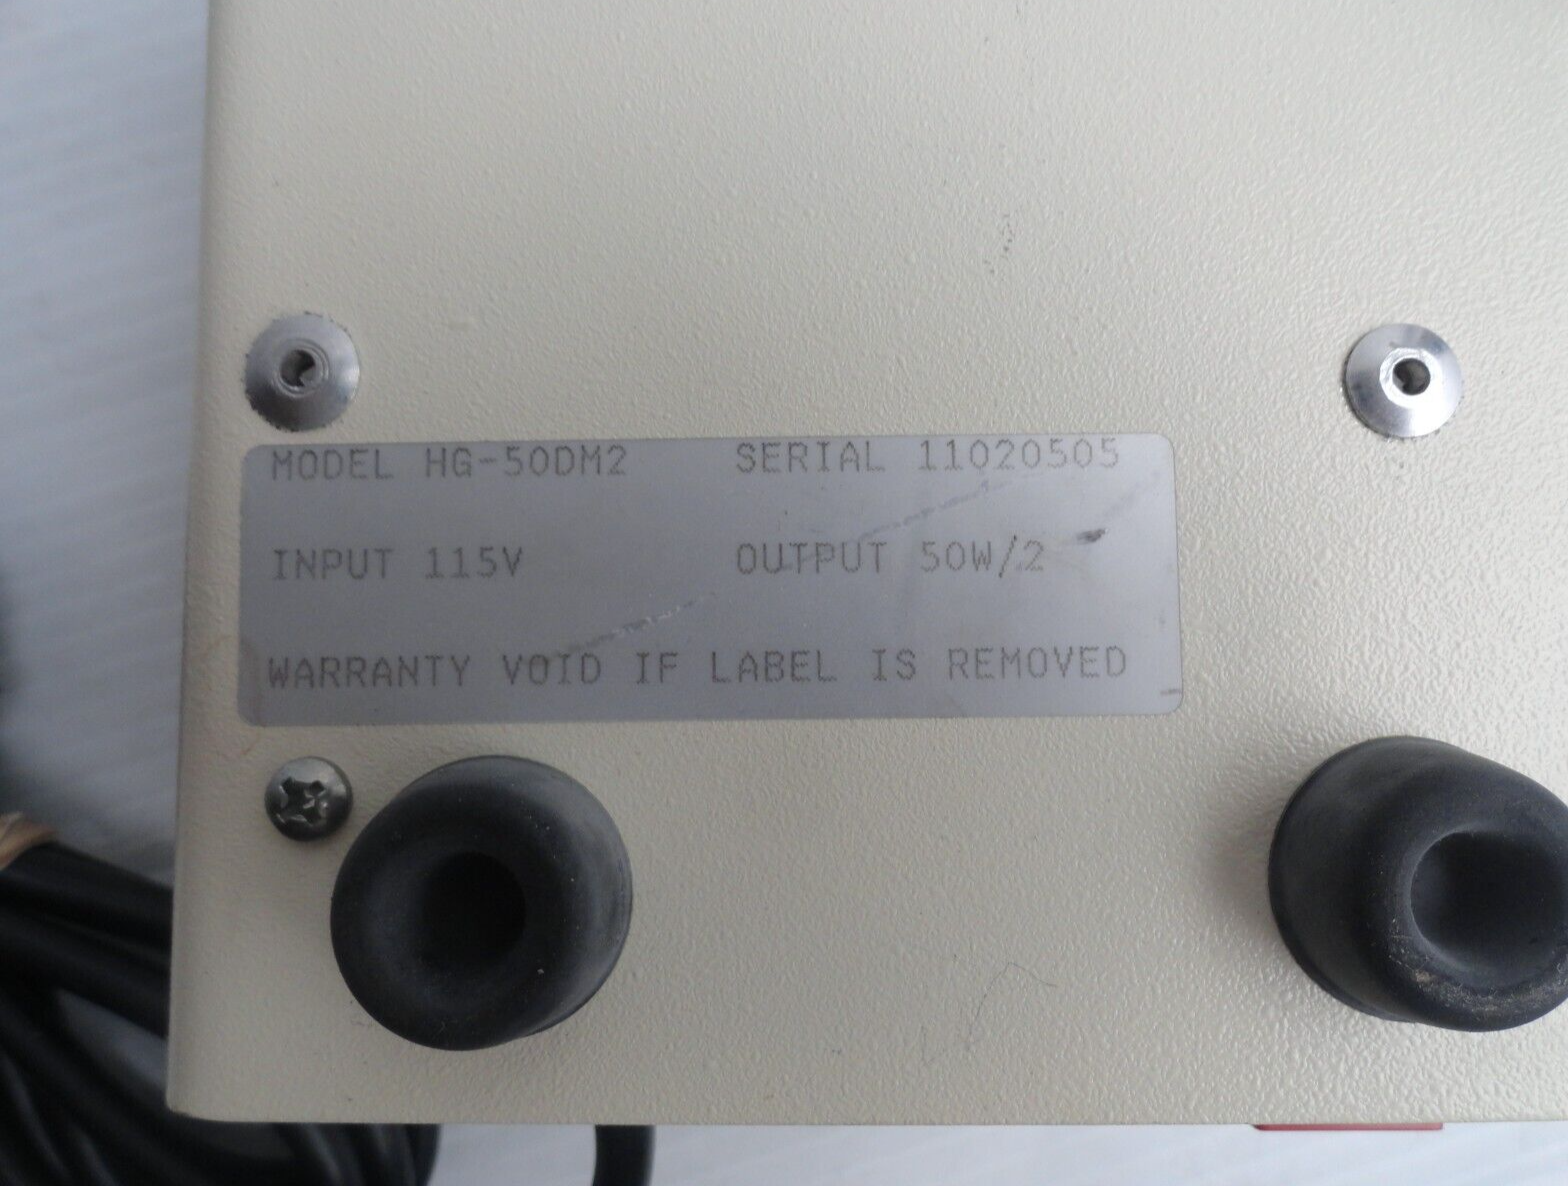 MODEL HG-50DM2 SERIAL 11020505
INPUT 115V OUTPUT 50W/2
WARRANTY VOID IF LABEL IS REMOVED